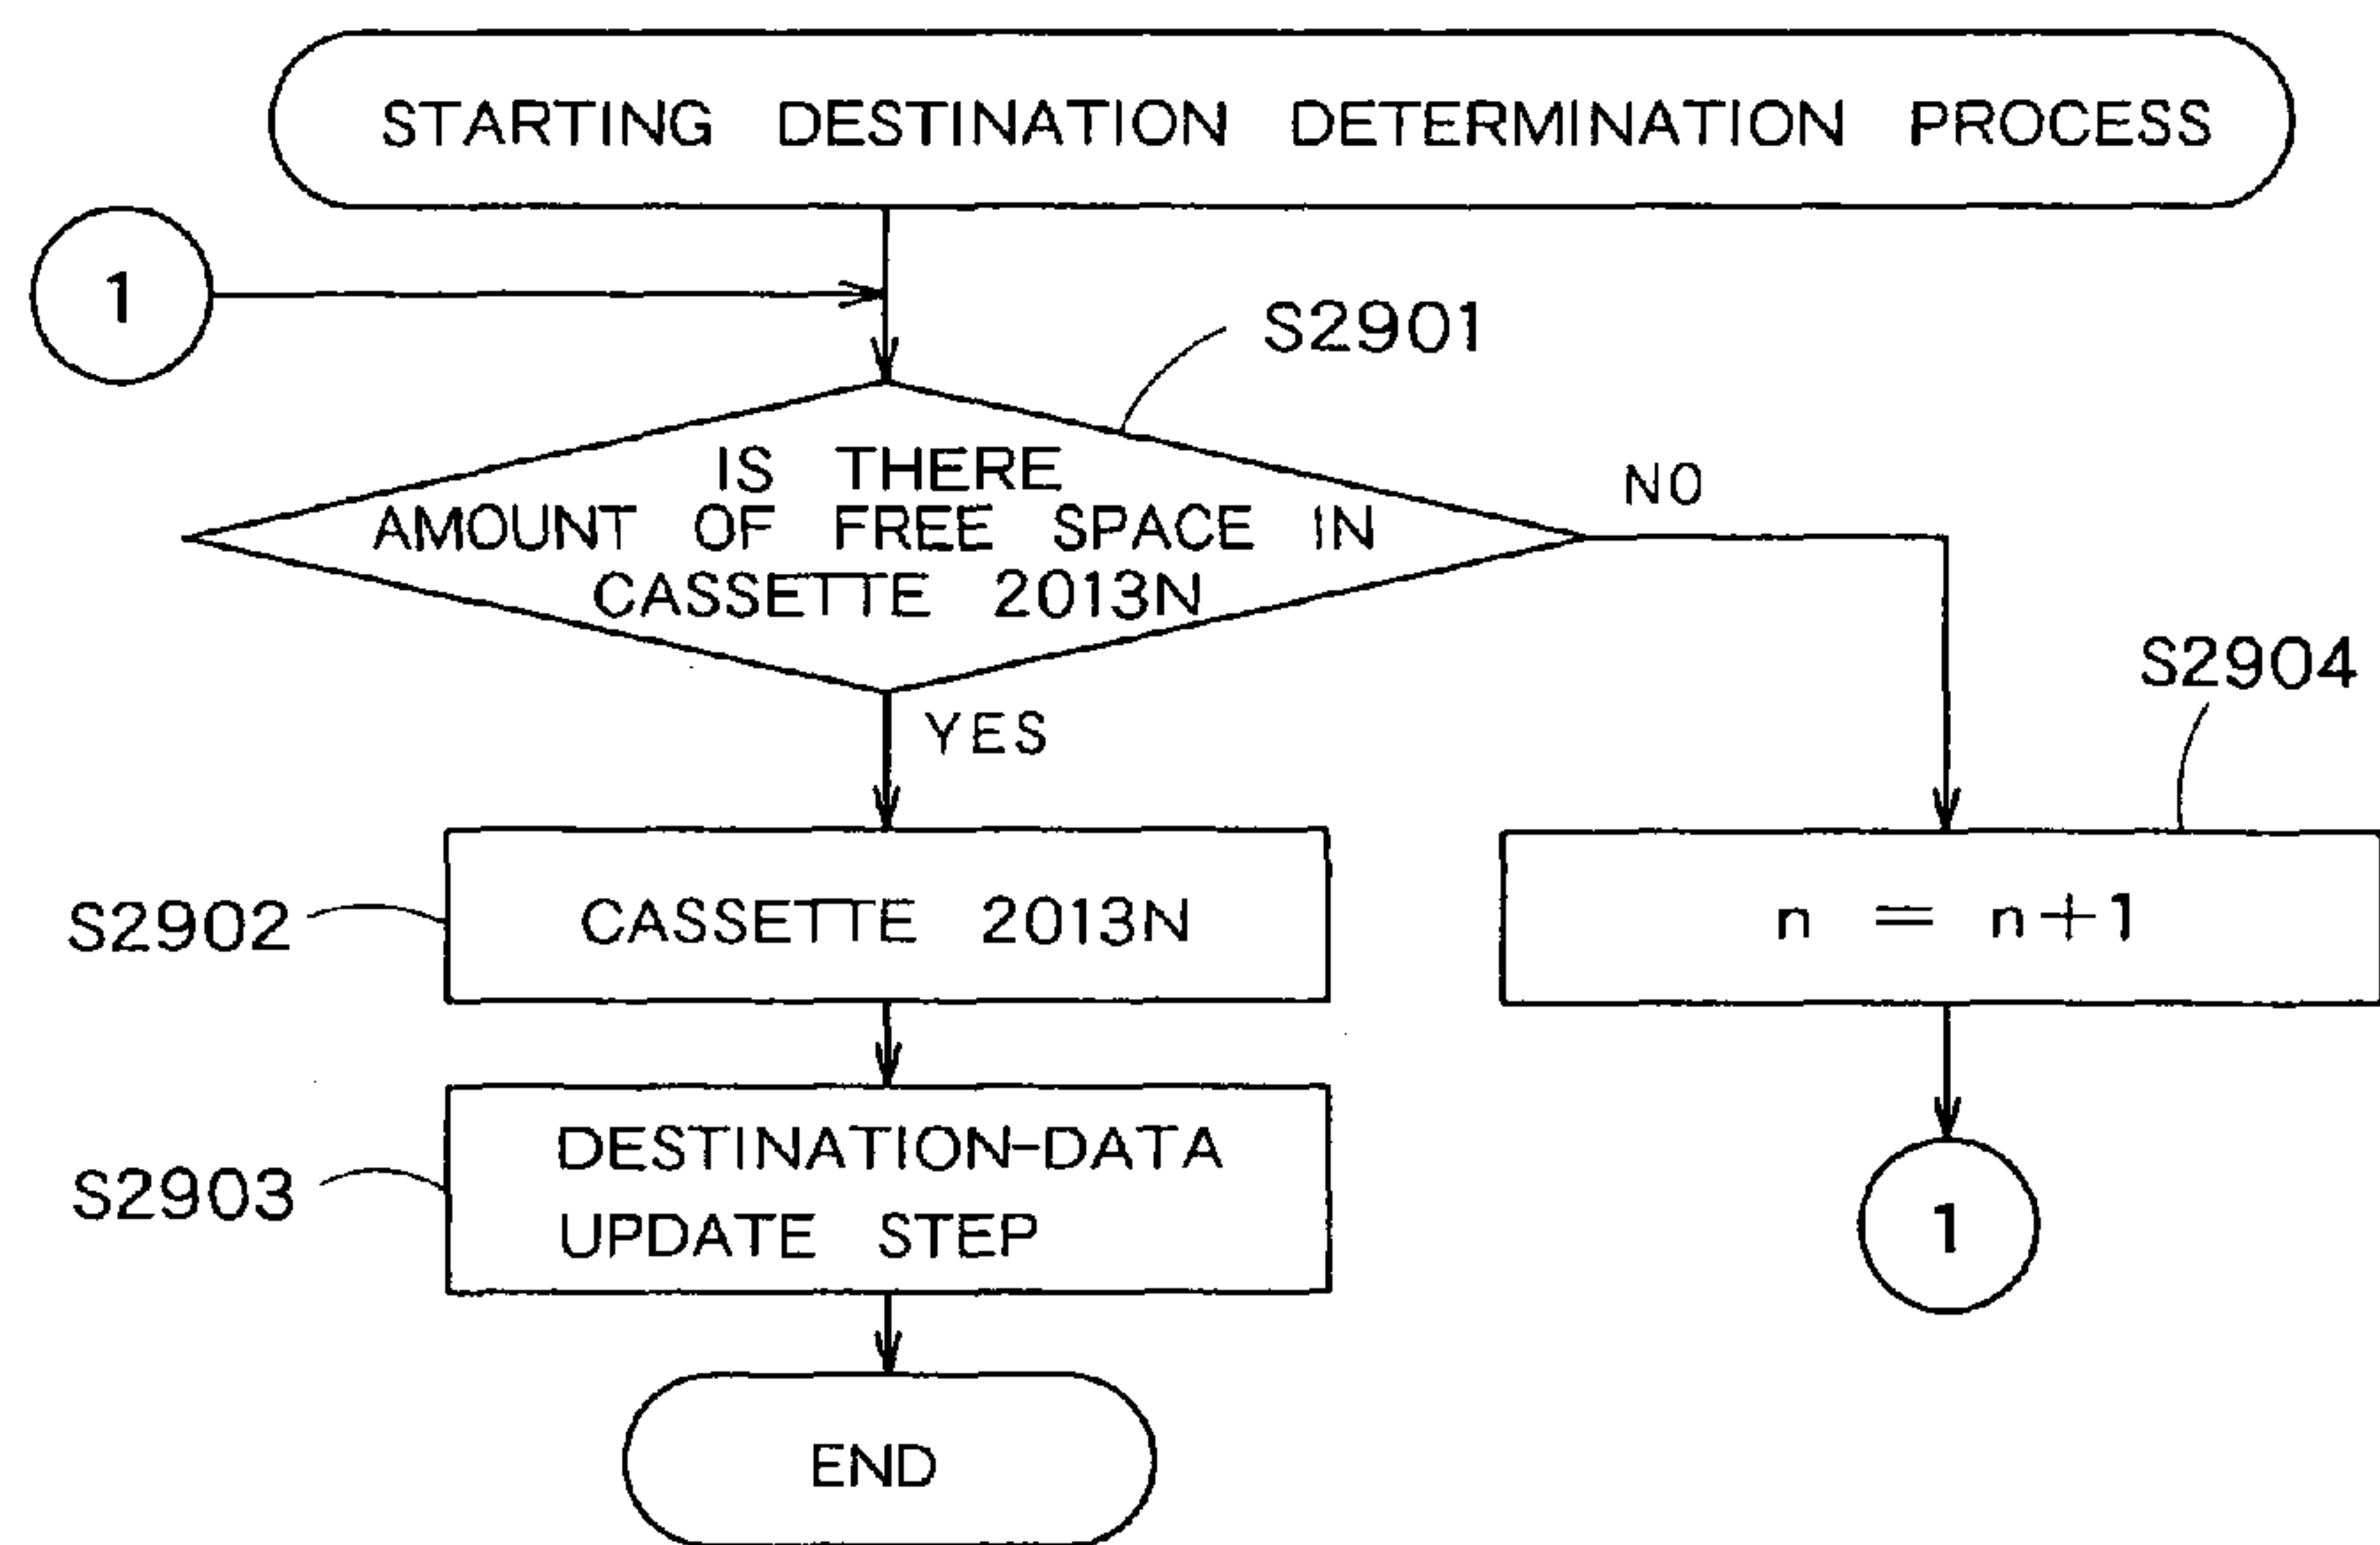 STARTING DESTINATION DETERMINATION PROCESS
1
S2901
IS THERE
AMOUNT OF FREE SPACE IN
CASSETTE 2013N
NO
YES
S2904
S2902
CASSETTE 2013N
n = n+1
S2903
DESTINATION-DATA
UPDATE STEP
1
END